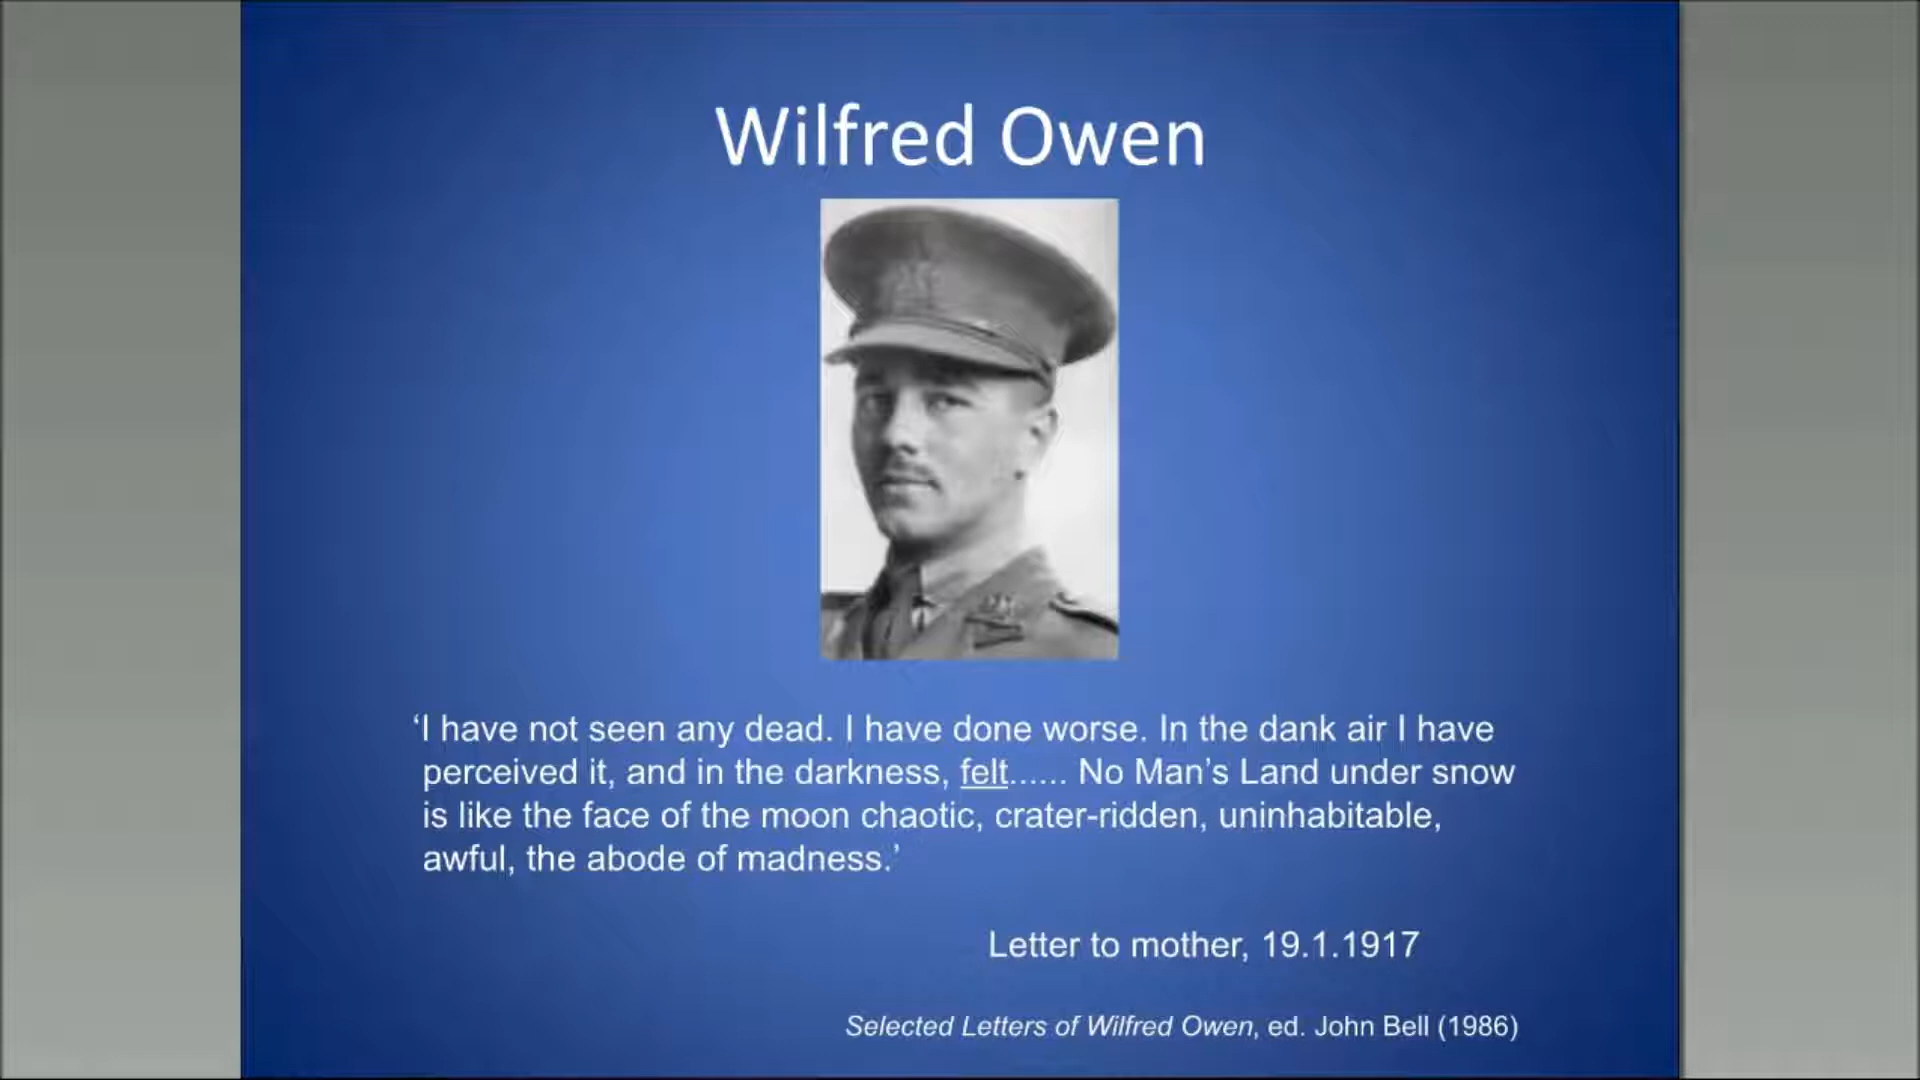 Wilfred Owen
‘I have not seen any dead. I have done worse. In the dank air I have
perceived it, and in the darkness, felt...... No Man’s Land under snow
is like the face of the moon chaotic, crater-ridden, uninhabitable,
awful, the abode of madness.’
Letter to mother, 19.1.1917
Selected Letters of Wilfred Owen, ed. John Bell (1986)